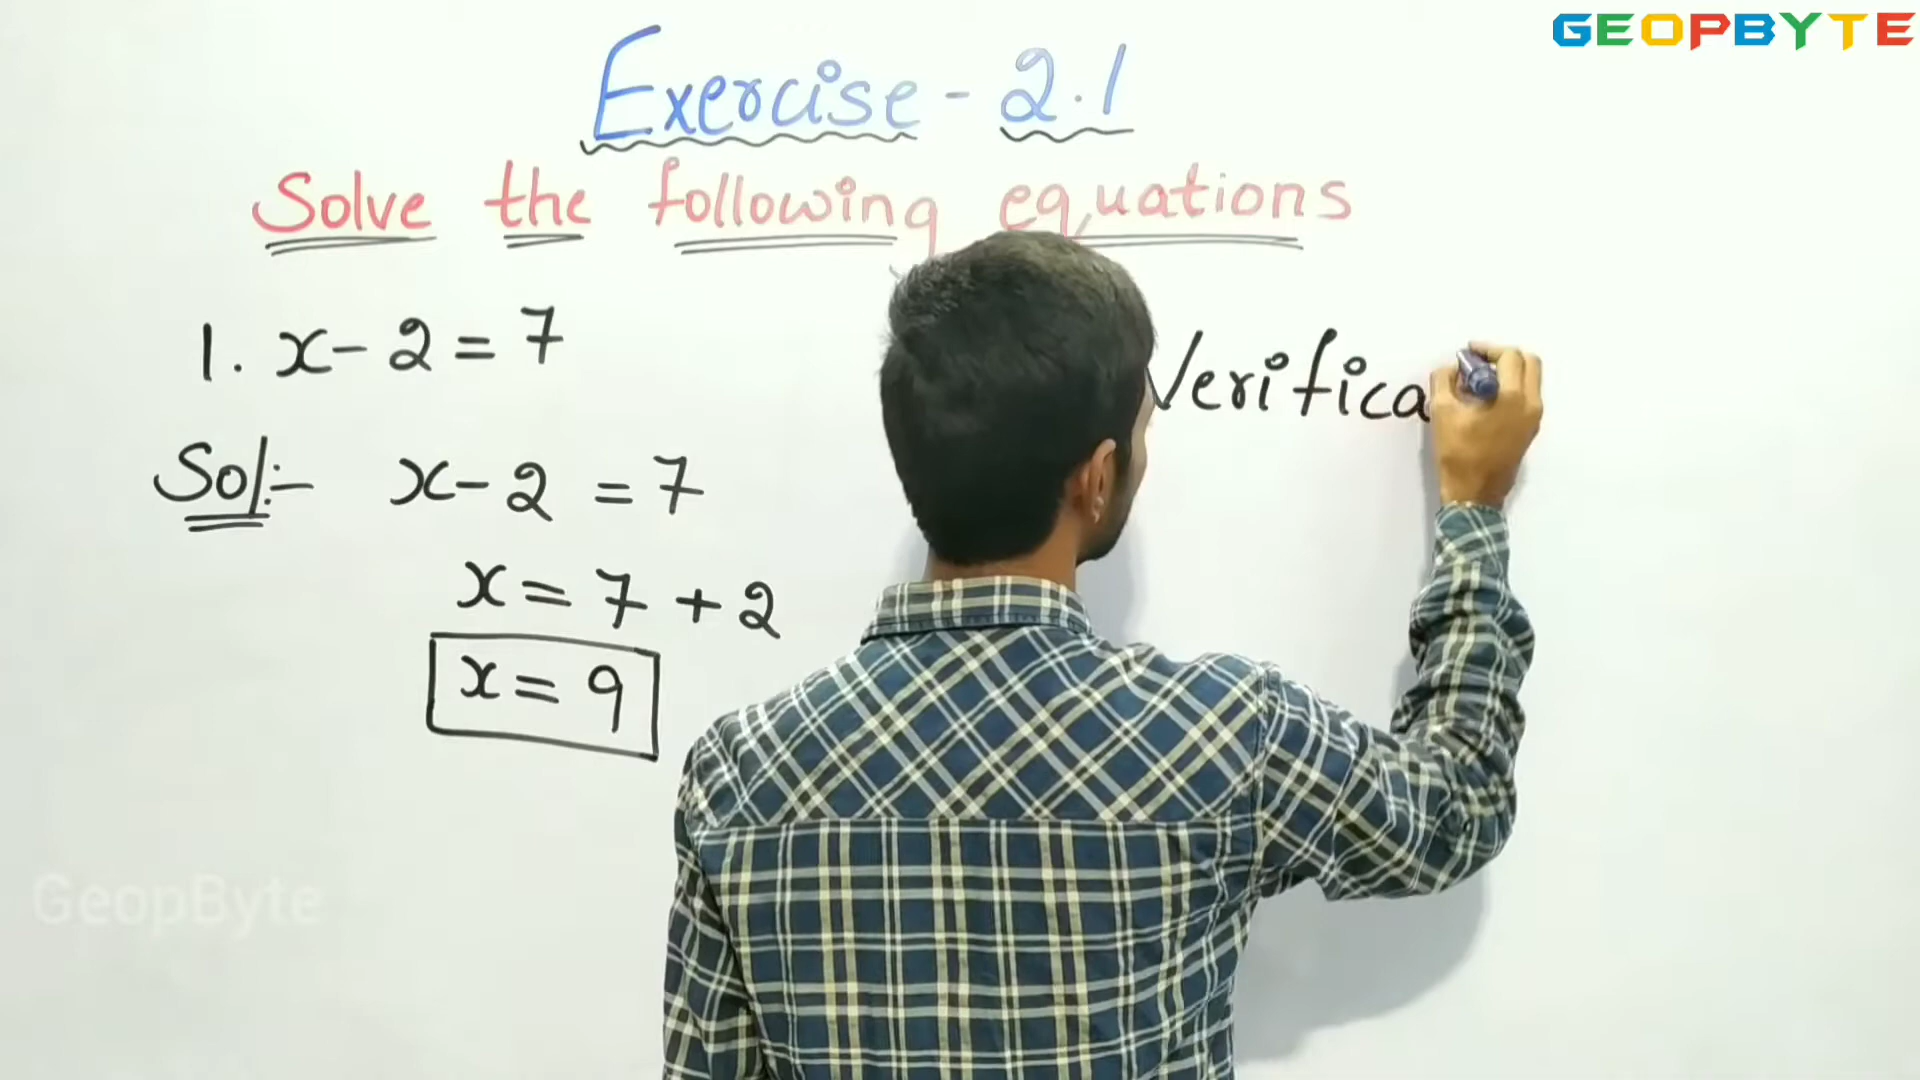 GEOPBYTE
Exercise - 2.1
Solve the following equations
1. x - 2 = 7
Verifica
Sol:- x - 2 = 7
x = 7 + 2
x = 9
GeopByte